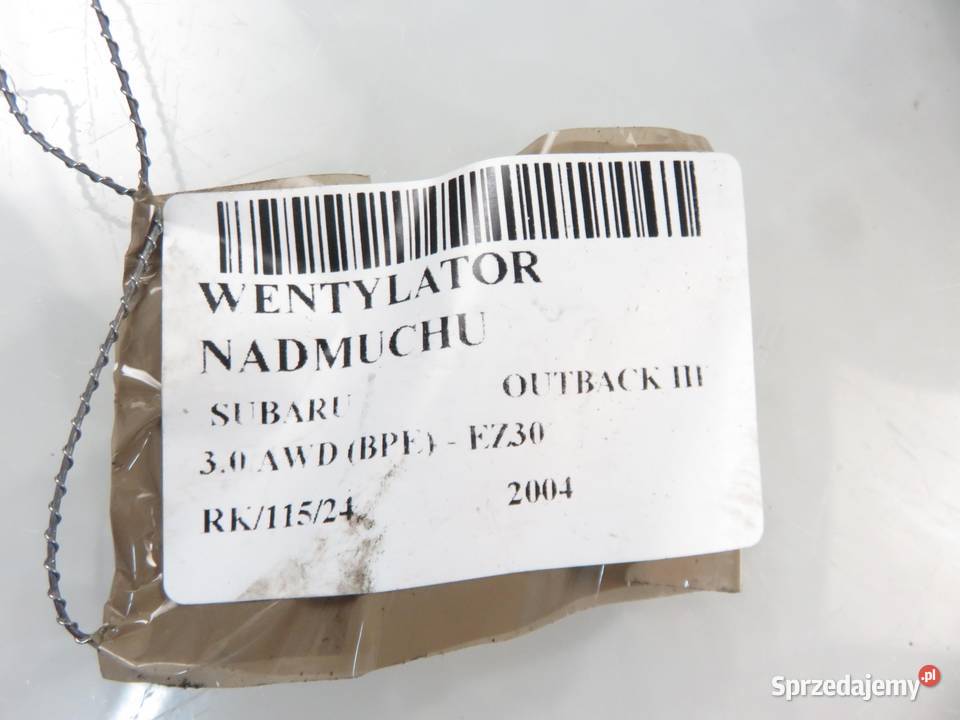 WENTYLATOR
NADMUCHU
SUBARU OUTBACK III
3.0 AWD (BPE) - EZ30
RK/115/24 2004
Sprzedajemy.pl